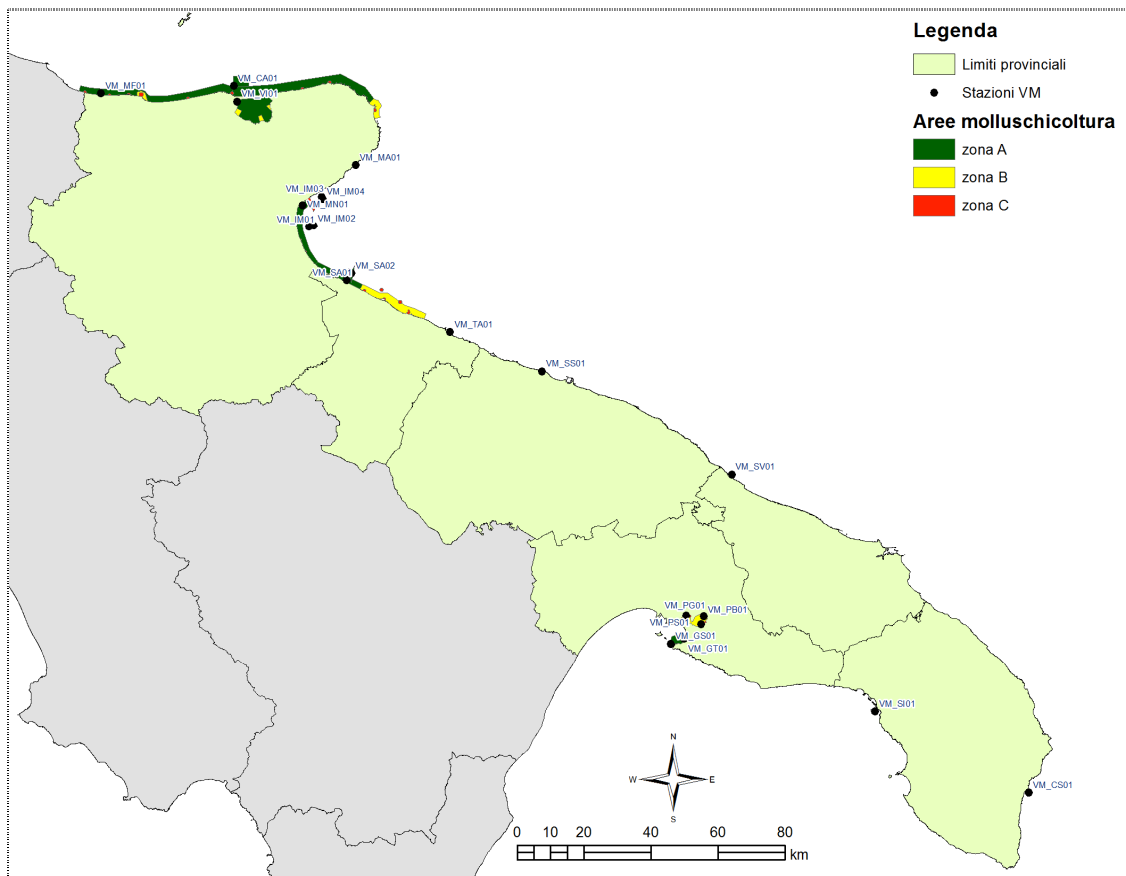 Legenda
Limiti provinciali
Stazioni VM
Aree molluschicoltura
zona A
zona B
zona C
VM_MF01
VM_CA01
VM_VI01
VM_MA01
VM_IM03
VM_IM04
VM_MN01
VM_IM01
VM_IM02
VM_SA02
VM_SA01
VM_TA01
VM_SS01
VM_SV01
VM_PG01
VM_PB01
VM_PS01
VM_GS01
VM_GT01
VM_SI01
VM_CS01
N
W
E
S
0 10 20 40 60 80
km